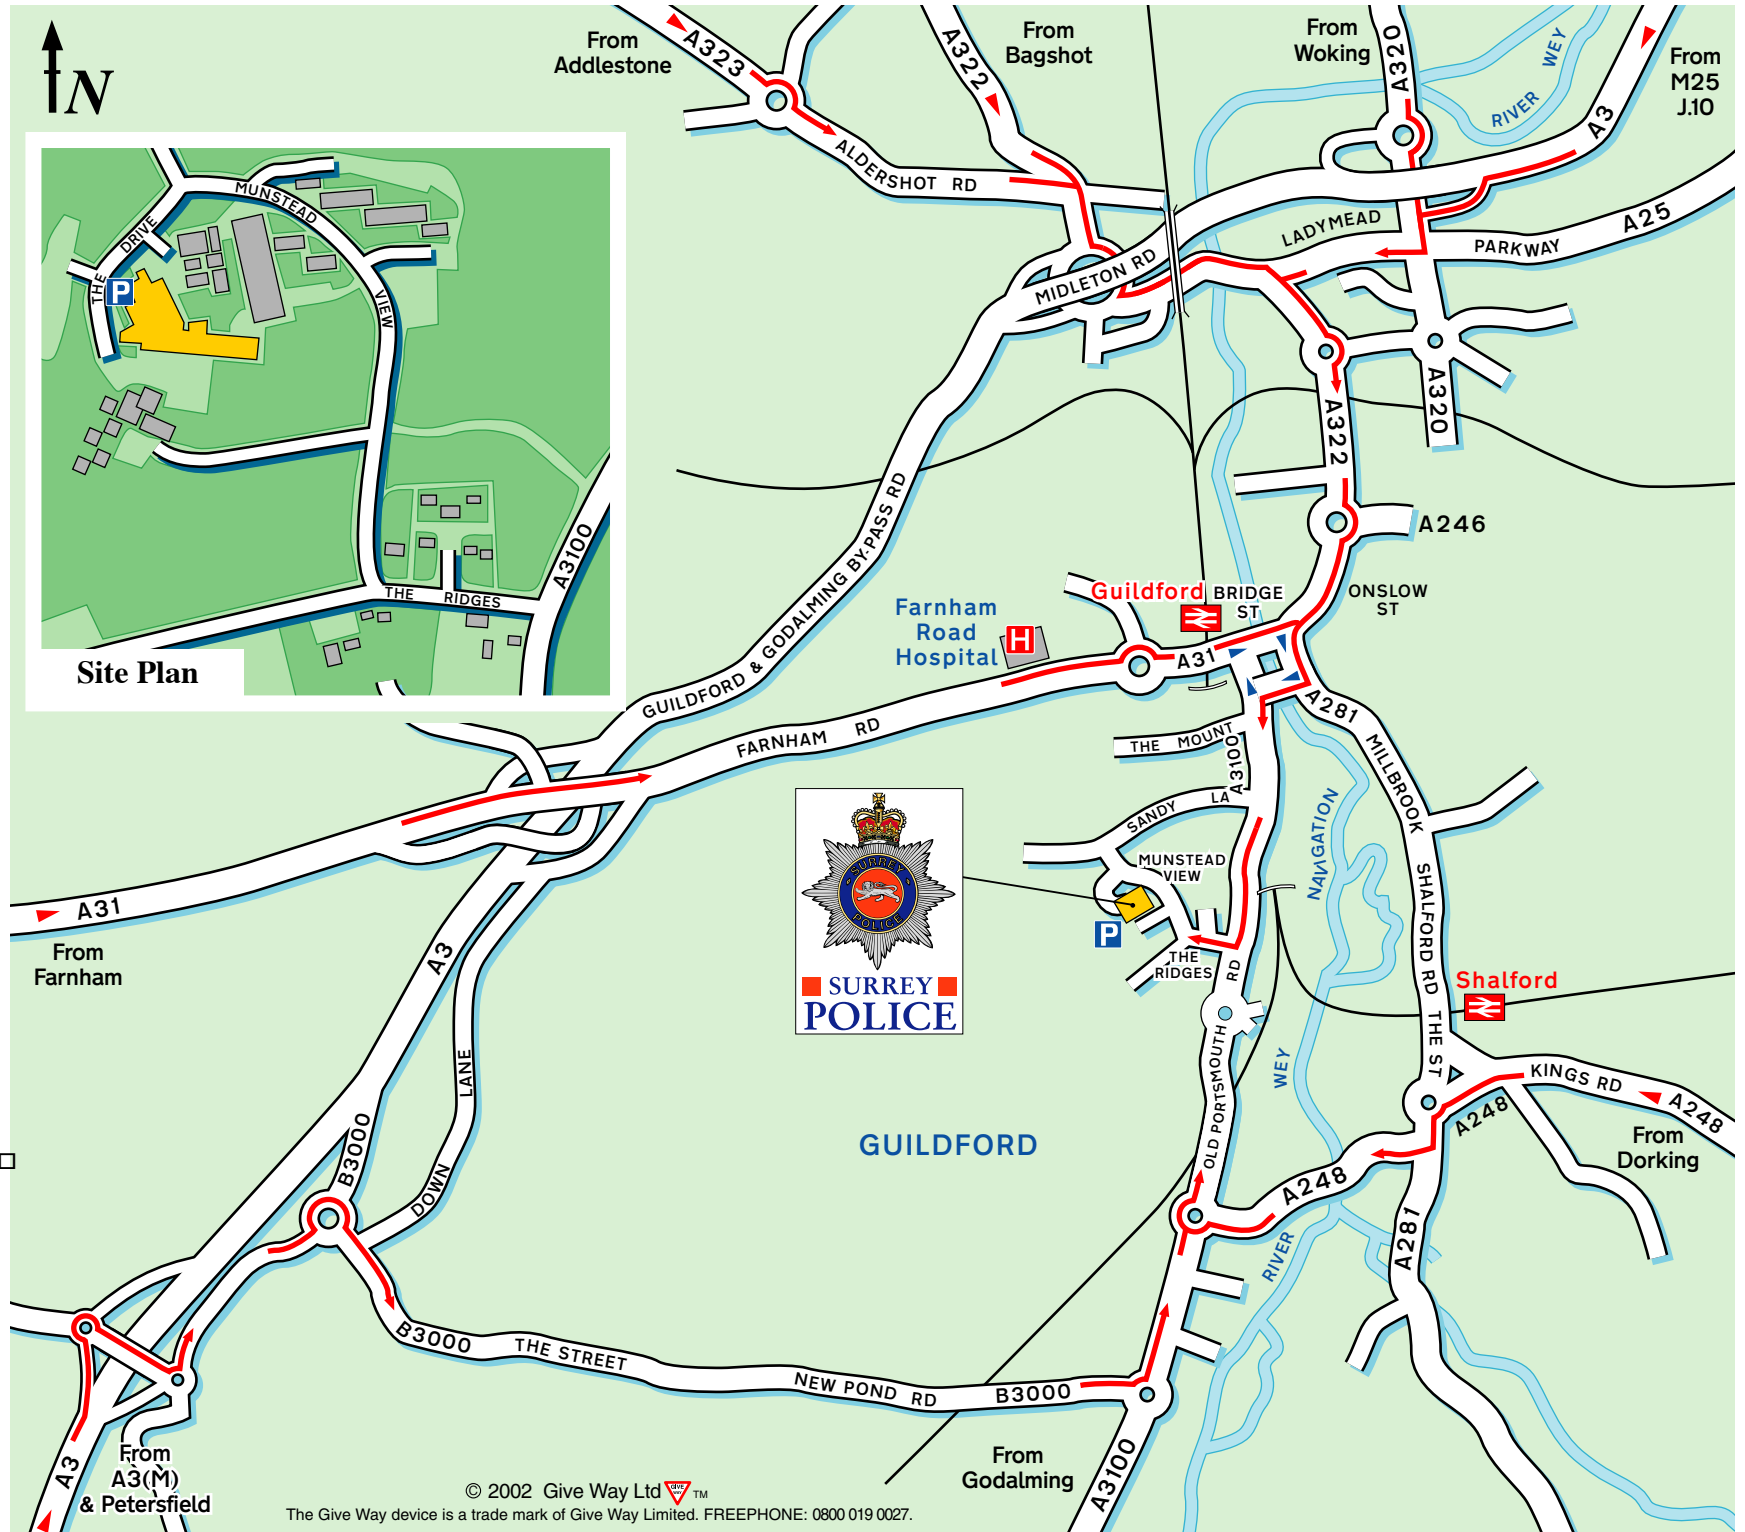 N
From
Addlestone
A323
A322
From
Bagshot
From
Woking
A320
RIVER WEY
A3
From
M25
J.10
ALDERSHOT RD
LADYMEAD
PARKWAY
A25
MIDLETON RD
MUNSTEAD
VIEW
THE DRIVE
P
THE RIDGES
A3100
Site Plan
A322
A320
A246
GUILDFORD & GODALMING BY-PASS RD
Farnham
Road
Hospital
H
Guildford
BRIDGE
ST
ONSLOW
ST
A31
A281
FARNHAM RD
THE MOUNT
A3100
MILLBROOK
SANDY LA
NAVIGATION
MUNSTEAD
VIEW
SURREY
POLICE
SURREY
POLICE
P
THE
RIDGES
SHALFORD RD
A31
From
Farnham
A3
Shalford
THE ST
LANE
DOWN
OLD PORTSMOUTH RD
WEY
KINGS RD
A248
A248
From
Dorking
B3000
GUILDFORD
A248
A281
RIVER
B3000
THE STREET
NEW POND RD
B3000
A3
From
A3(M)
& Petersfield
From
Godalming
A3100
© 2002 Give Way Ltd GIVE WAY TM
The Give Way device is a trade mark of Give Way Limited. FREEPHONE: 0800 019 0027.